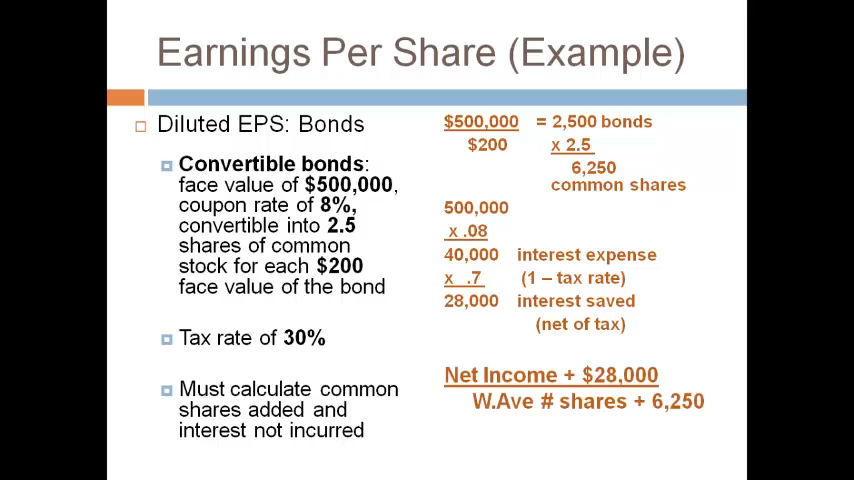 Earnings Per Share (Example)
Diluted EPS: Bonds
Convertible bonds:
face value of $500,000,
coupon rate of 8%,
convertible into 2.5
shares of common
stock for each $200
face value of the bond
Tax rate of 30%
Must calculate common
shares added and
interest not incurred
$500,000 = 2,500 bonds
$200 x 2.5
6,250
common shares
500,000
x .08
40,000 interest expense
x .7 (1 – tax rate)
28,000 interest saved
(net of tax)
Net Income + $28,000
W.Ave # shares + 6,250